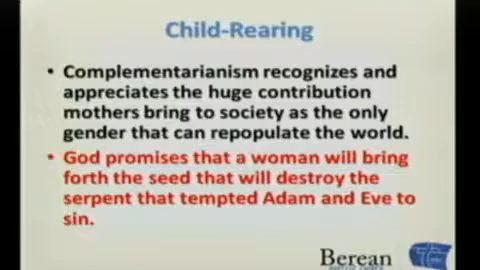 Child-Rearing
• Complementarianism recognizes and
appreciates the huge contribution
mothers bring to society as the only
gender that can repopulate the world.
• God promises that a woman will bring
forth the seed that will destroy the
serpent that tempted Adam and Eve to
sin.
Berean